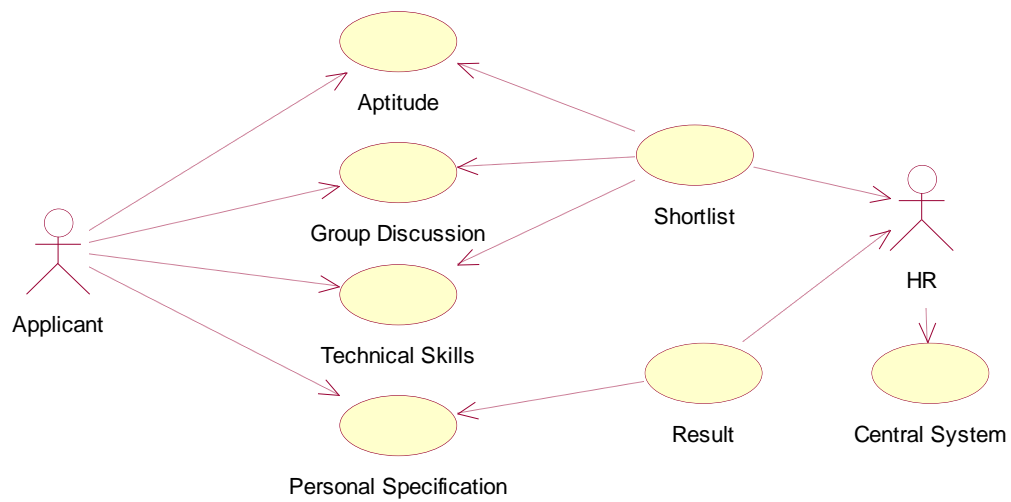 Aptitude
Group Discussion
Shortlist
HR
Applicant
Technical Skills
Result
Central System
Personal Specification